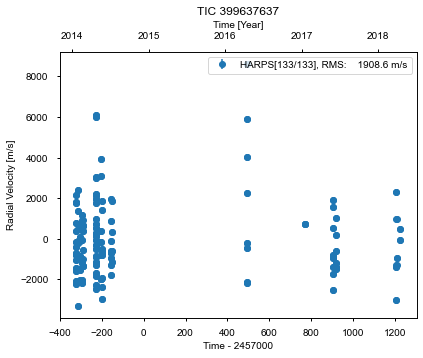 TIC 399637637
Time [Year]
2014 2015 2016 2017 2018
HARPS[133/133], RMS: 1908.6 m/s
Radial Velocity [m/s]
8000
6000
4000
2000
0
−2000
−400 −200 0 200 400 600 800 1000 1200
Time - 2457000